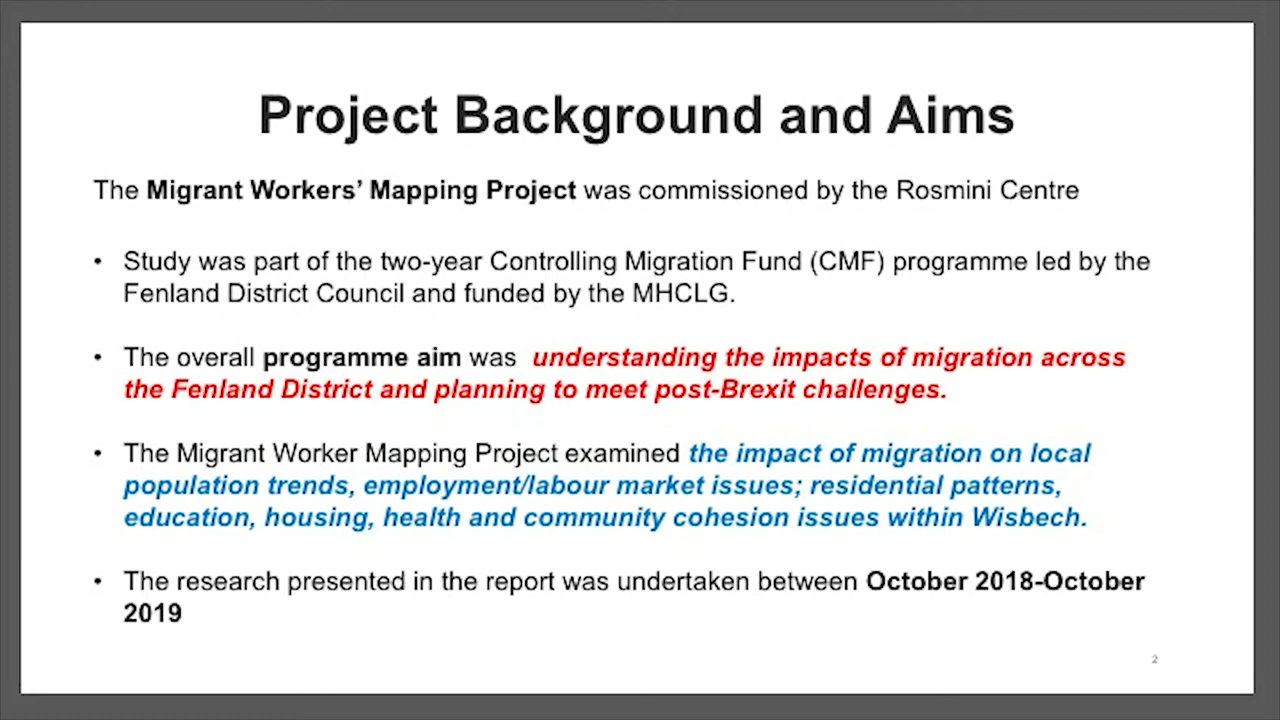 Project Background and Aims
The Migrant Workers’ Mapping Project was commissioned by the Rosmini Centre
• Study was part of the two-year Controlling Migration Fund (CMF) programme led by the
Fenland District Council and funded by the MHCLG.
• The overall programme aim was understanding the impacts of migration across
the Fenland District and planning to meet post-Brexit challenges.
• The Migrant Worker Mapping Project examined the impact of migration on local
population trends, employment/labour market issues; residential patterns,
education, housing, health and community cohesion issues within Wisbech.
• The research presented in the report was undertaken between October 2018-October
2019
2